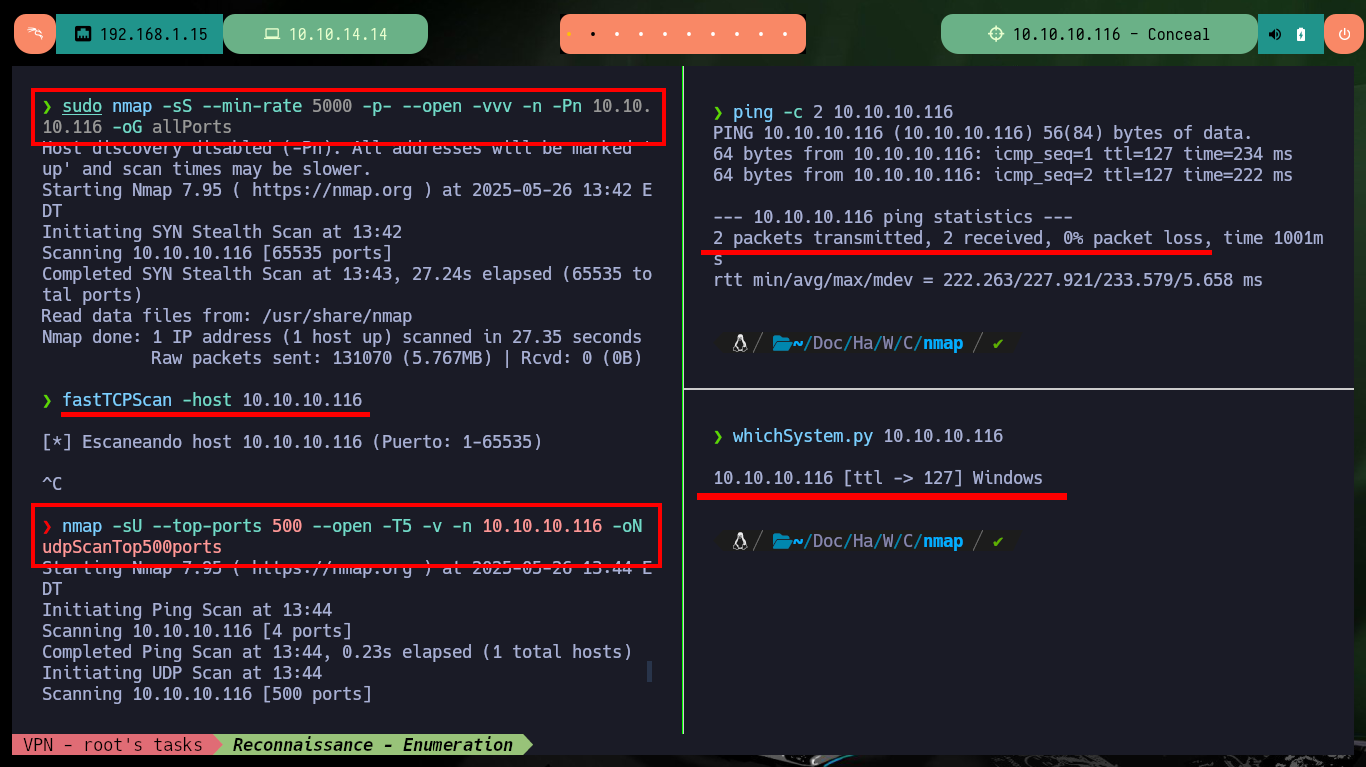 192.168.1.15
10.10.14.14
10.10.10.116 - Conceal
❯ sudo nmap -sS --min-rate 5000 -p- --open -vvv -n -Pn 10.10.
10.116 -oG allPorts
Host discovery disabled (-Pn). All addresses will be marked '
up' and scan times may be slower.
Starting Nmap 7.95 ( https://nmap.org ) at 2025-05-26 13:42 E
DT
Initiating SYN Stealth Scan at 13:42
Scanning 10.10.10.116 [65535 ports]
Completed SYN Stealth Scan at 13:43, 27.24s elapsed (65535 to
tal ports)
Read data files from: /usr/share/nmap
Nmap done: 1 IP address (1 host up) scanned in 27.35 seconds
Raw packets sent: 131070 (5.767MB) | Rcvd: 0 (0B)
❯ fastTCPScan -host 10.10.10.116
[*] Escaneando host 10.10.10.116 (Puerto: 1-65535)
^C
❯ nmap -sU --top-ports 500 --open -T5 -v -n 10.10.10.116 -oN
udpScanTop500ports
Starting Nmap 7.95 ( https://nmap.org ) at 2025-05-26 13:44 E
DT
Initiating Ping Scan at 13:44
Scanning 10.10.10.116 [4 ports]
Completed Ping Scan at 13:44, 0.23s elapsed (1 total hosts)
Initiating UDP Scan at 13:44
Scanning 10.10.10.116 [500 ports]
❯ ping -c 2 10.10.10.116
PING 10.10.10.116 (10.10.10.116) 56(84) bytes of data.
64 bytes from 10.10.10.116: icmp_seq=1 ttl=127 time=234 ms
64 bytes from 10.10.10.116: icmp_seq=2 ttl=127 time=222 ms
--- 10.10.10.116 ping statistics ---
2 packets transmitted, 2 received, 0% packet loss, time 1001m
s
rtt min/avg/max/mdev = 222.263/227.921/233.579/5.658 ms
/ ~/Doc/Ha/W/C/nmap / ✔
❯ whichSystem.py 10.10.10.116
10.10.10.116 [ttl -> 127] Windows
/ ~/Doc/Ha/W/C/nmap / ✔
VPN - root's tasks
Reconnaissance - Enumeration